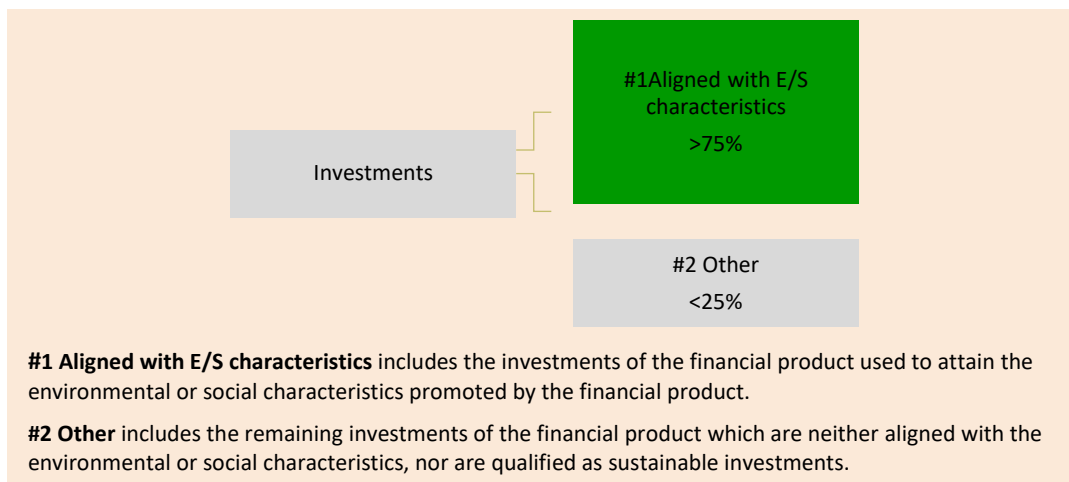 #1Aligned with E/S
characteristics
>75%
Investments
#2 Other
<25%
#1 Aligned with E/S characteristics includes the investments of the financial product used to attain the
environmental or social characteristics promoted by the financial product.
#2 Other includes the remaining investments of the financial product which are neither aligned with the
environmental or social characteristics, nor are qualified as sustainable investments.